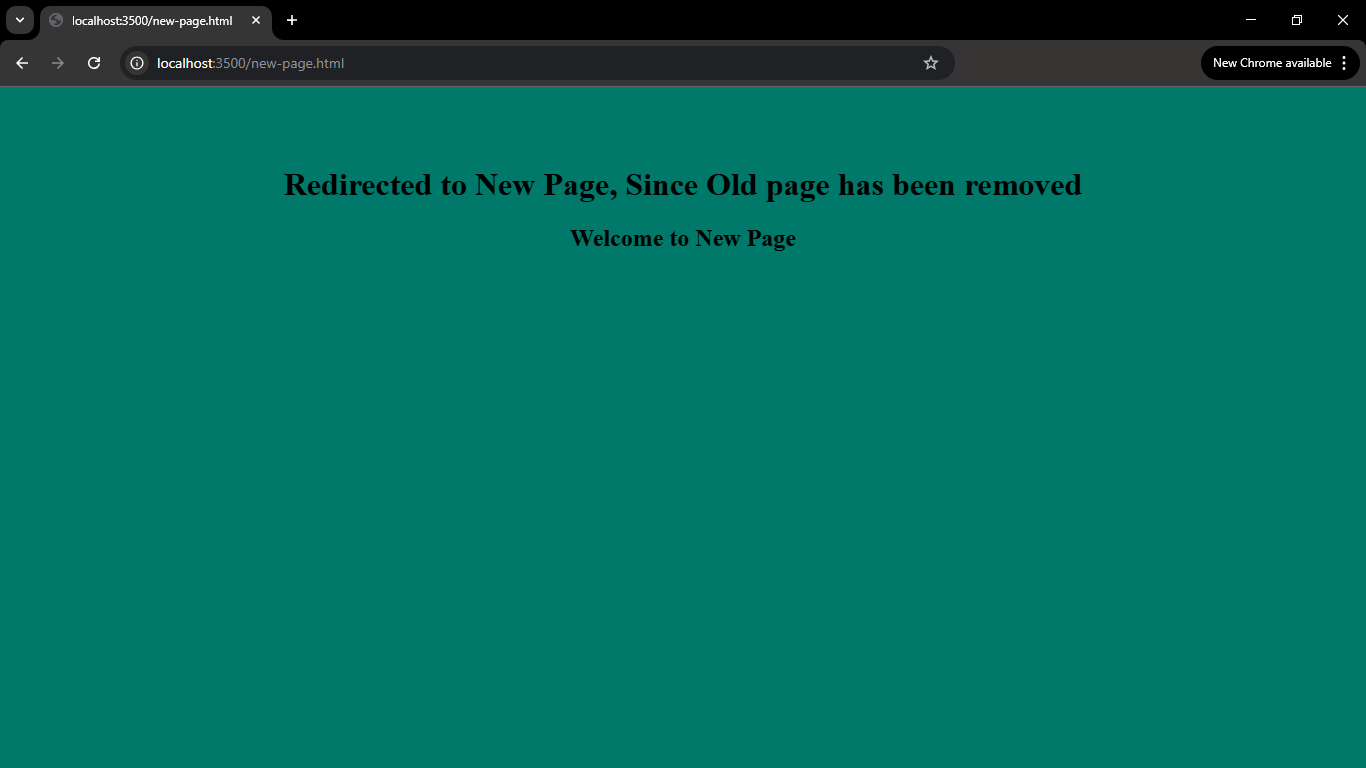 localhost:3500/new-page.html
localhost:3500/new-page.html
New Chrome available
Redirected to New Page, Since Old page has been removed
Welcome to New Page